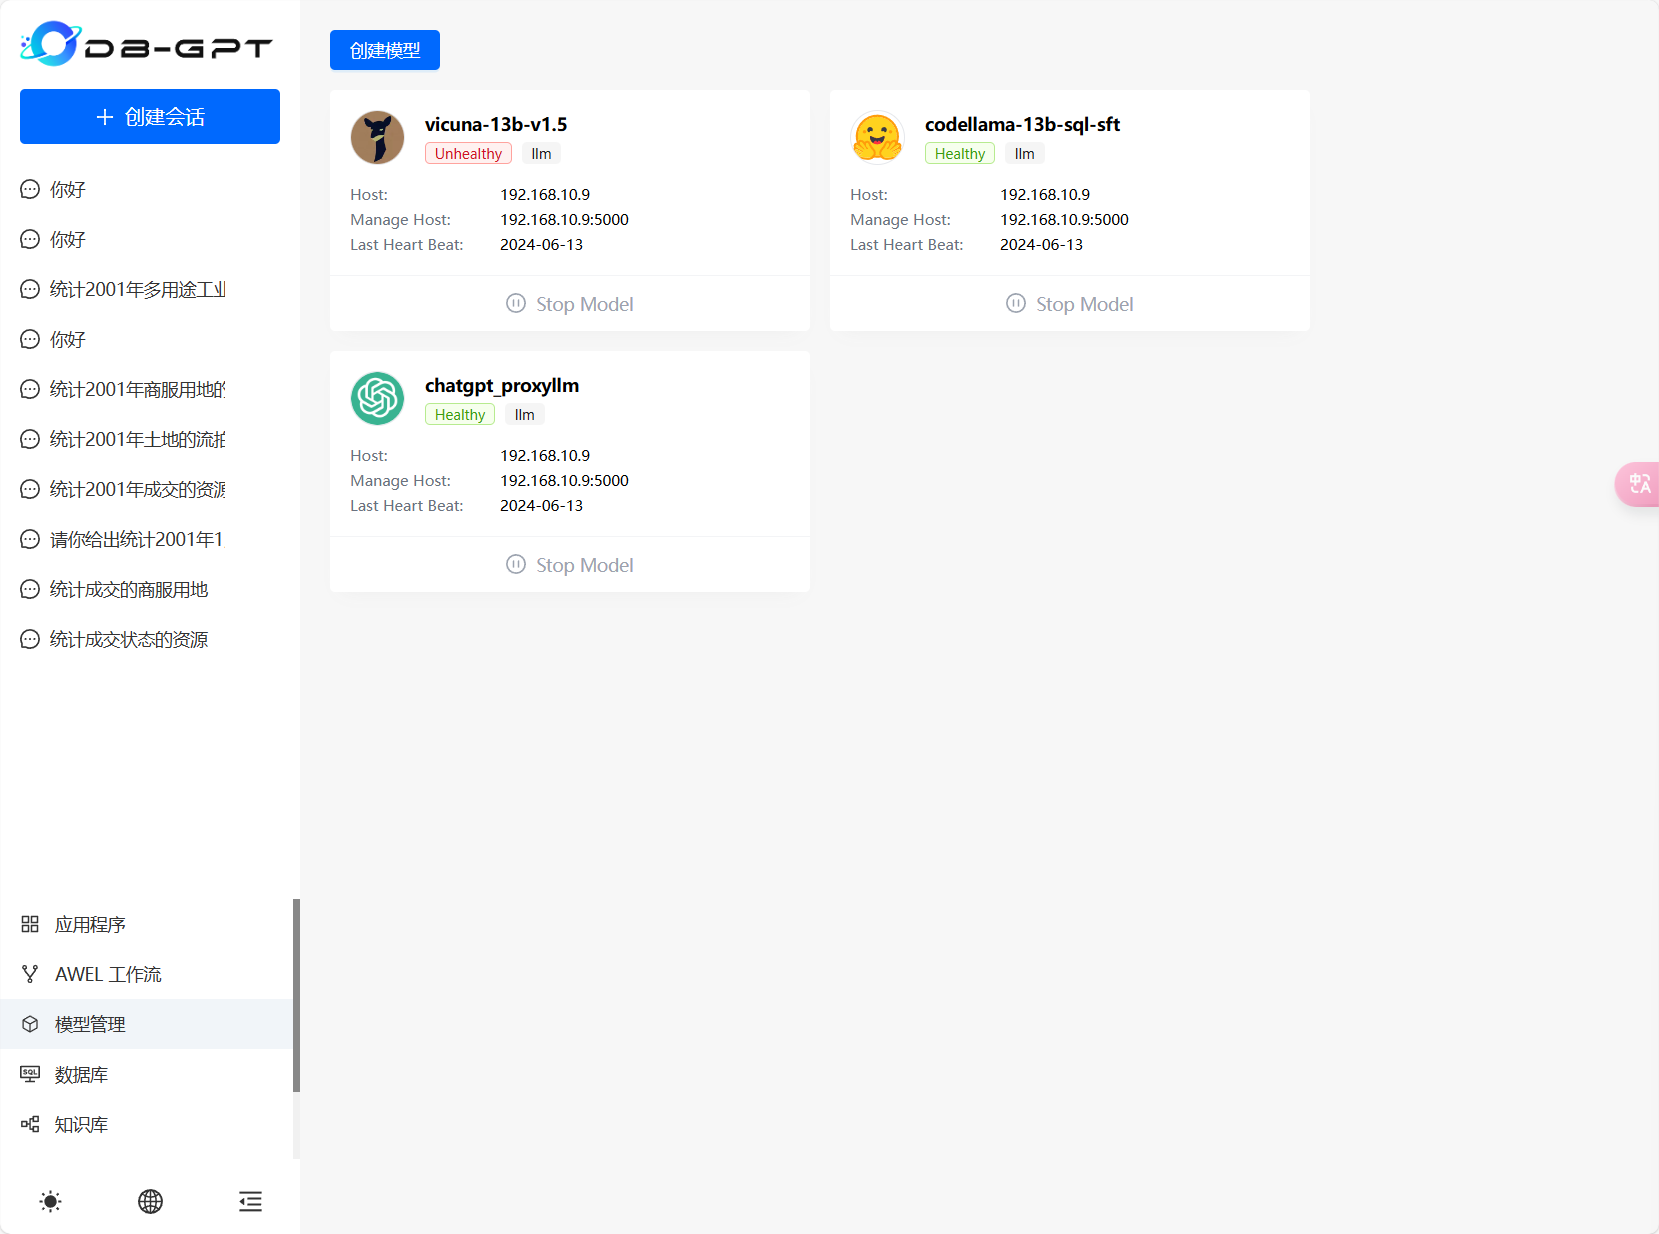 DB-GPT
创建会话
你好
你好
统计2001年多用途工业
你好
统计2001年商服用地的
统计2001年土地的流拍
统计2001年成交的资源
请你给出统计2001年1
统计成交的商服用地
统计成交状态的资源
应用程序
AWEL 工作流
模型管理
SQL 数据库
知识库
创建模型
vicuna-13b-v1.5
Unhealthy llm
Host: 192.168.10.9
Manage Host: 192.168.10.9:5000
Last Heart Beat: 2024-06-13
Stop Model
codellama-13b-sql-sft
Healthy llm
Host: 192.168.10.9
Manage Host: 192.168.10.9:5000
Last Heart Beat: 2024-06-13
Stop Model
chatgpt_proxyllm
Healthy llm
Host: 192.168.10.9
Manage Host: 192.168.10.9:5000
Last Heart Beat: 2024-06-13
Stop Model
中A